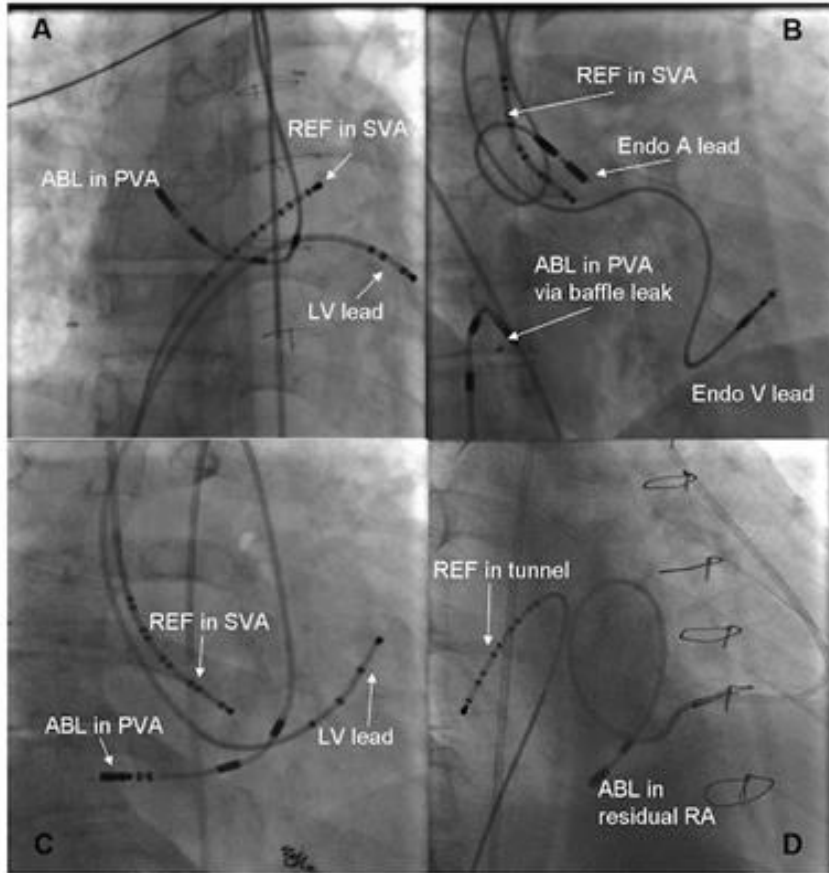 A
REF in SVA
ABL in PVA
LV lead
B
REF in SVA
Endo A lead
ABL in PVA
via baffle leak
Endo V lead
REF in SVA
ABL in PVA
LV lead
C
REF in tunnel
ABL in
residual RA
D